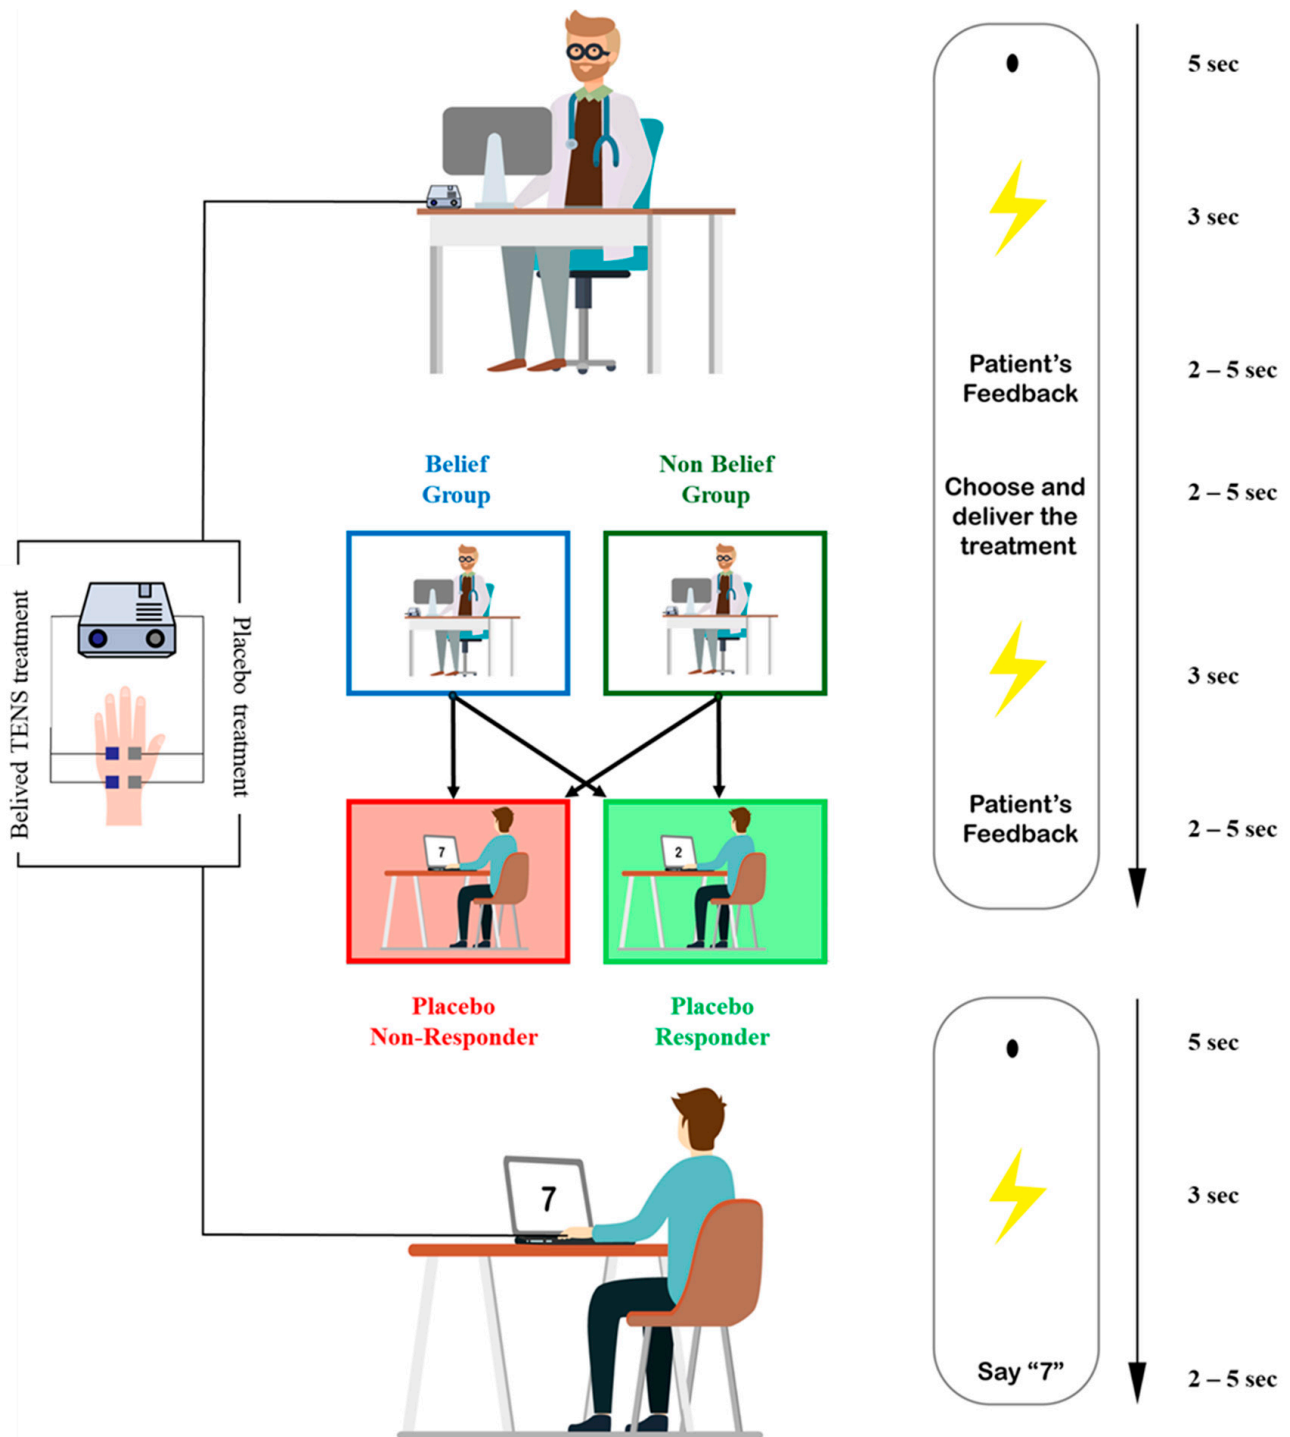 5 sec
3 sec
Patient's
Feedback
2 – 5 sec
Belief
Group
Non Belief
Group
Choose and
deliver the
treatment
2 – 5 sec
Belived TENS treatment
Placebo treatment
3 sec
7
2
Patient's
Feedback
2 – 5 sec
Placebo
Non-Responder
Placebo
Responder
5 sec
7
3 sec
Say “7”
2 – 5 sec